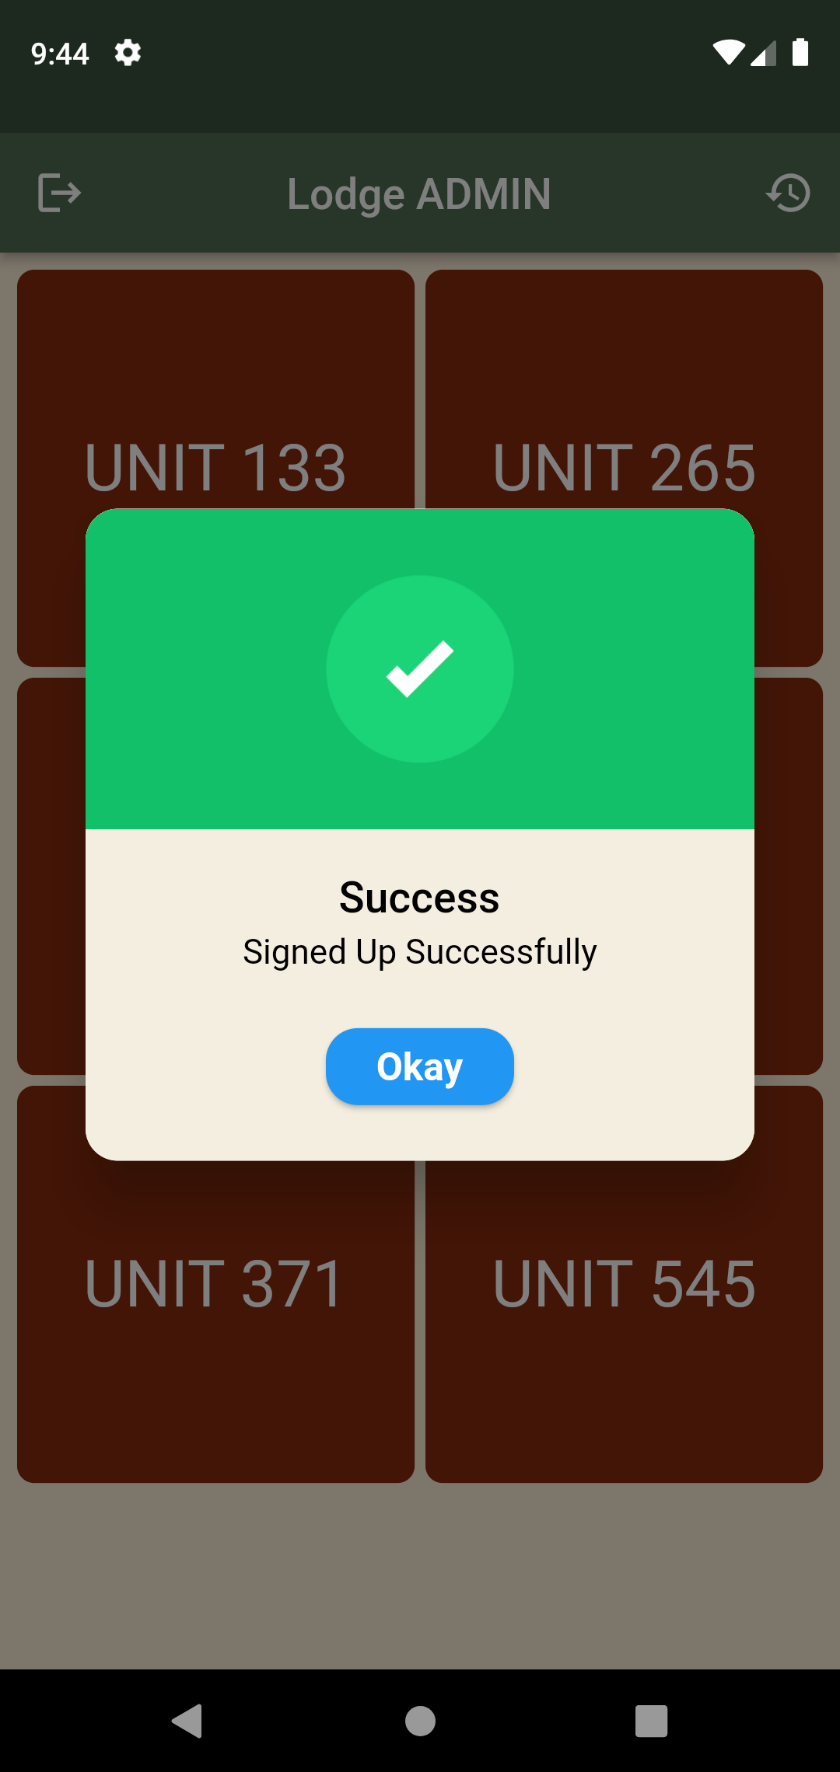 9:44
Lodge ADMIN
UNIT 133
UNIT 265
Success
Signed Up Successfully
Okay
UNIT 371
UNIT 545